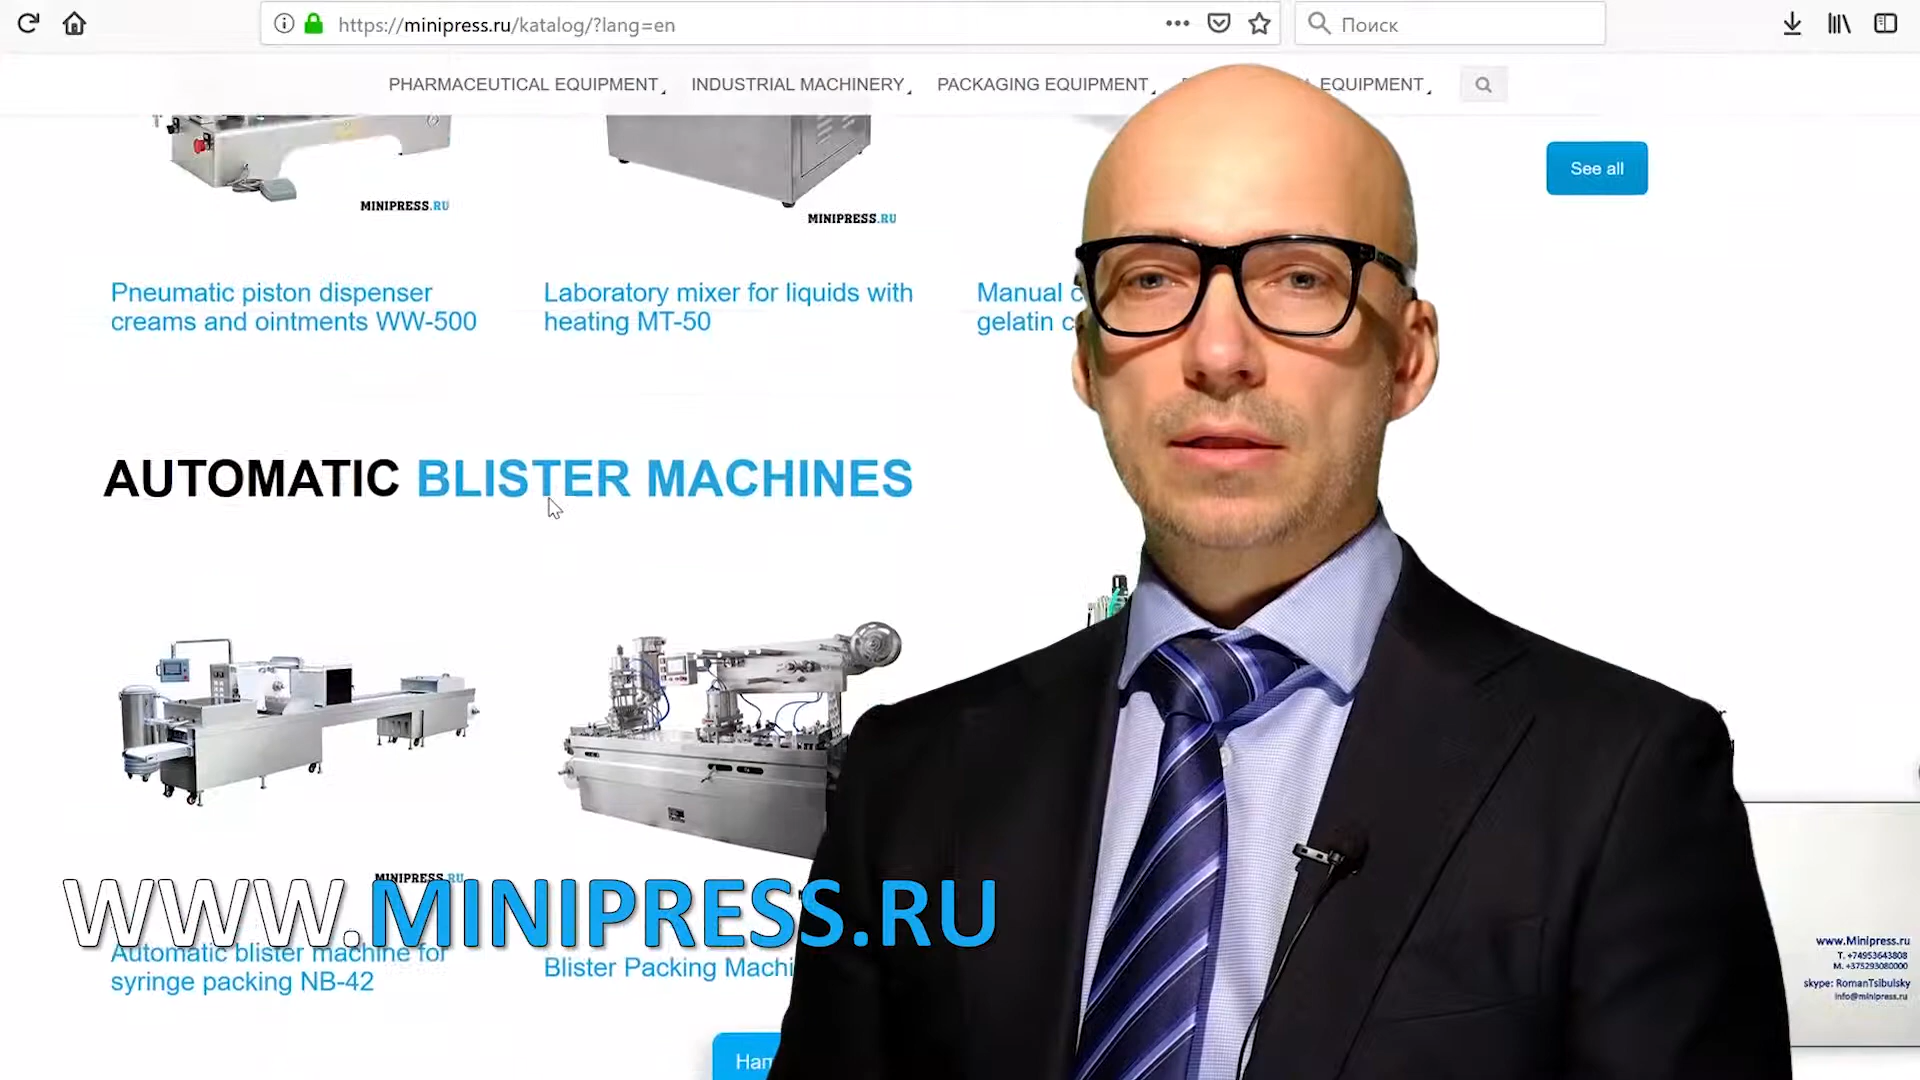 https://minipress.ru/katalog/?lang=en
Поиск
PHARMACEUTICAL EQUIPMENT
INDUSTRIAL MACHINERY
PACKAGING EQUIPMENT
EQUIPMENT
See all
MINIPRESS.RU
MINIPRESS.RU
Pneumatic piston dispenser
creams and ointments WW-500
Laboratory mixer for liquids with
heating MT-50
Manual
gelatin
AUTOMATIC BLISTER MACHINES
MINIPRESS.RU
WWW.MINIPRESS.RU
Automatic blister machine for
syringe packing NB-42
Blister Packing Machi
www.Minipress.ru
T. +74953643808
M. +375293080000
skype: RomanTsibulsky
info@minipress.ru